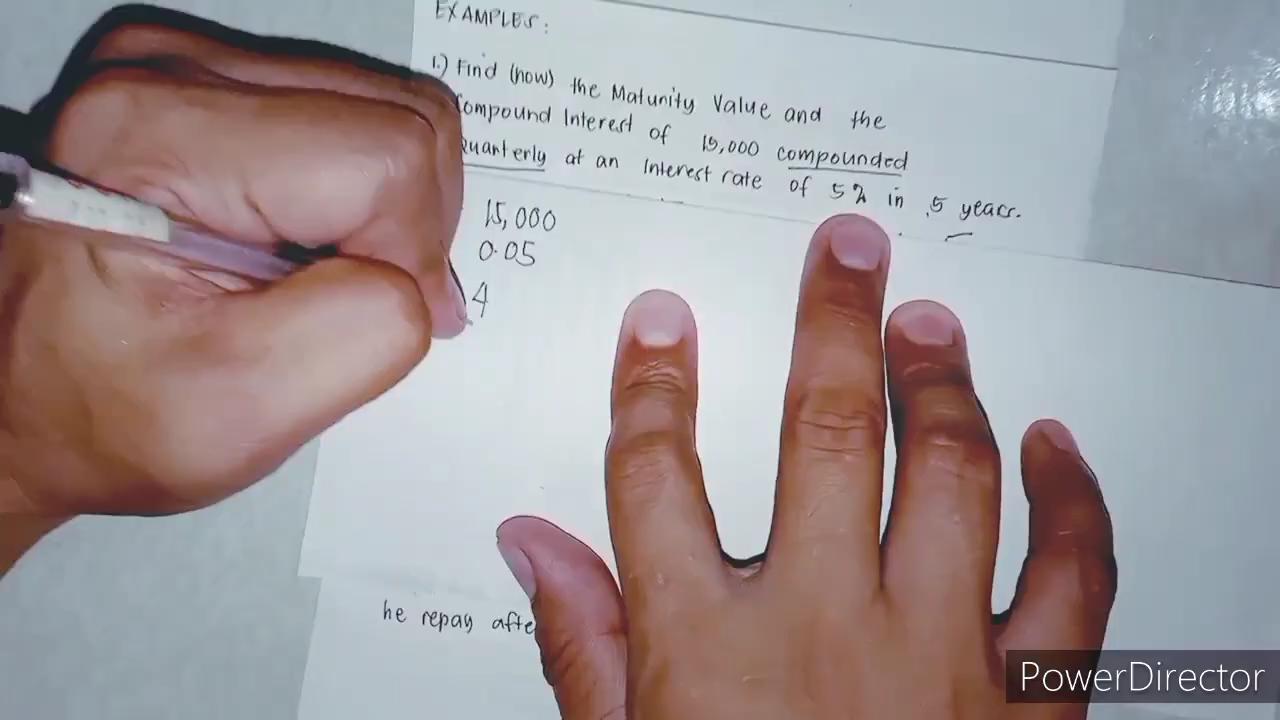 EXAMPLES:
1.) Find (now) the Maturity Value and the
Compound Interest of 15,000 compounded
quarterly at an interest rate of 5% in 5 years.
15,000
0.05
4
he repay afte
PowerDirector